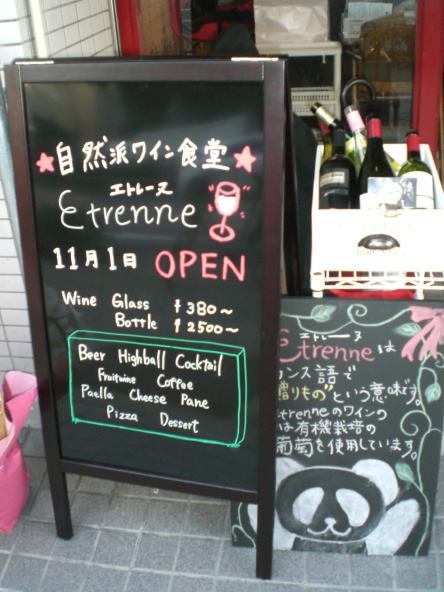 自然派ワイン食堂
エトレーヌ
Etrenne
11月1日 OPEN
Wine Glass ¥380〜
Bottle ¥2500〜
Beer Highball Cocktail
Fruitwine Coffee
Paella Cheese Pane
Pizza Dessert
エトレーヌ
Etrenneは
ンス語で
贈りもの”という意味です。
Etrenneのワインの
は有機栽培の
葡萄を使用しています。